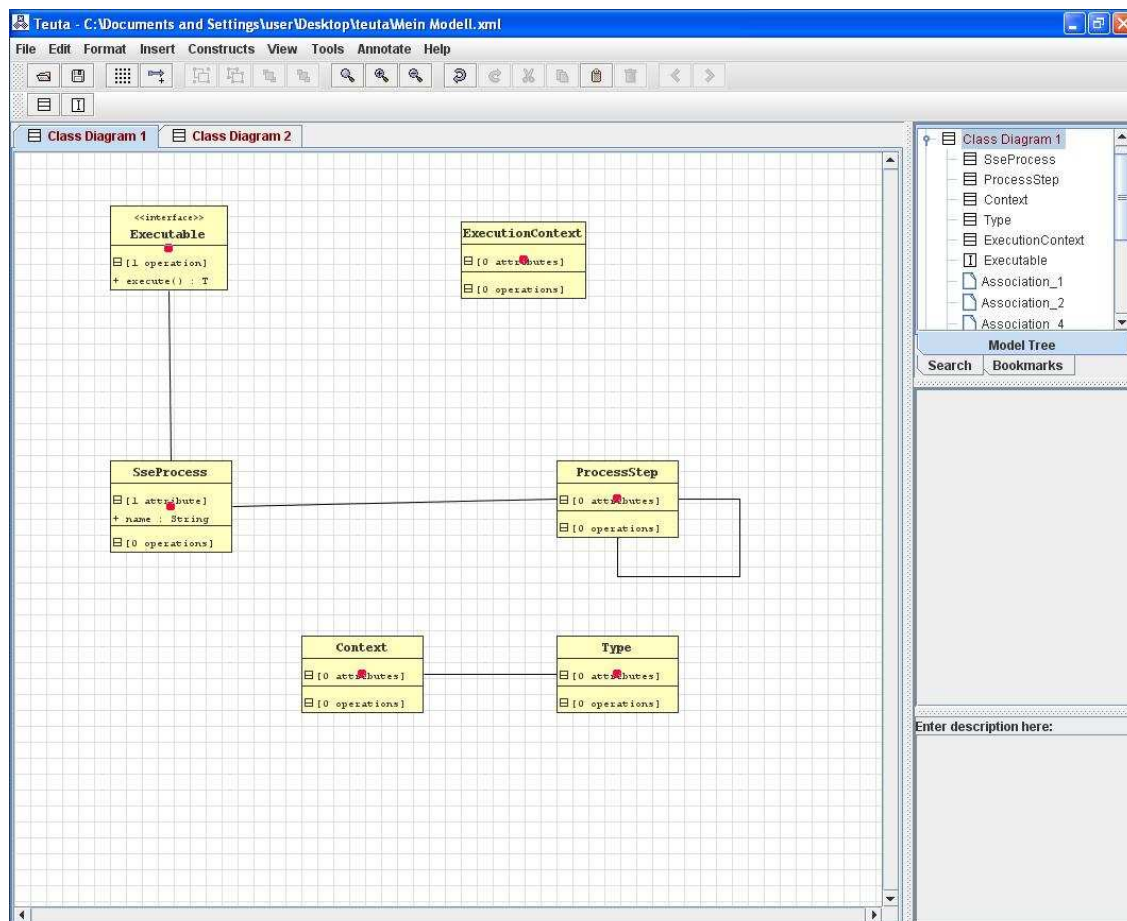 Teuta - C:\Documents and Settings\user\Desktop\teuta\Mein Modell.xml
File Edit Format Insert Constructs View Tools Annotate Help
Class Diagram 1
Class Diagram 2
<<interface>>
Executable
[1 operation]
+ execute() : T
ExecutionContext
[0 attributes]
[0 operations]
SseProcess
[1 attribute]
+ name : String
[0 operations]
ProcessStep
[0 attributes]
[0 operations]
Context
[0 attributes]
[0 operations]
Type
[0 attributes]
[0 operations]
Class Diagram 1
SseProcess
ProcessStep
Context
Type
ExecutionContext
Executable
Association_1
Association_2
Association_4
Model Tree
Search Bookmarks
Enter description here: